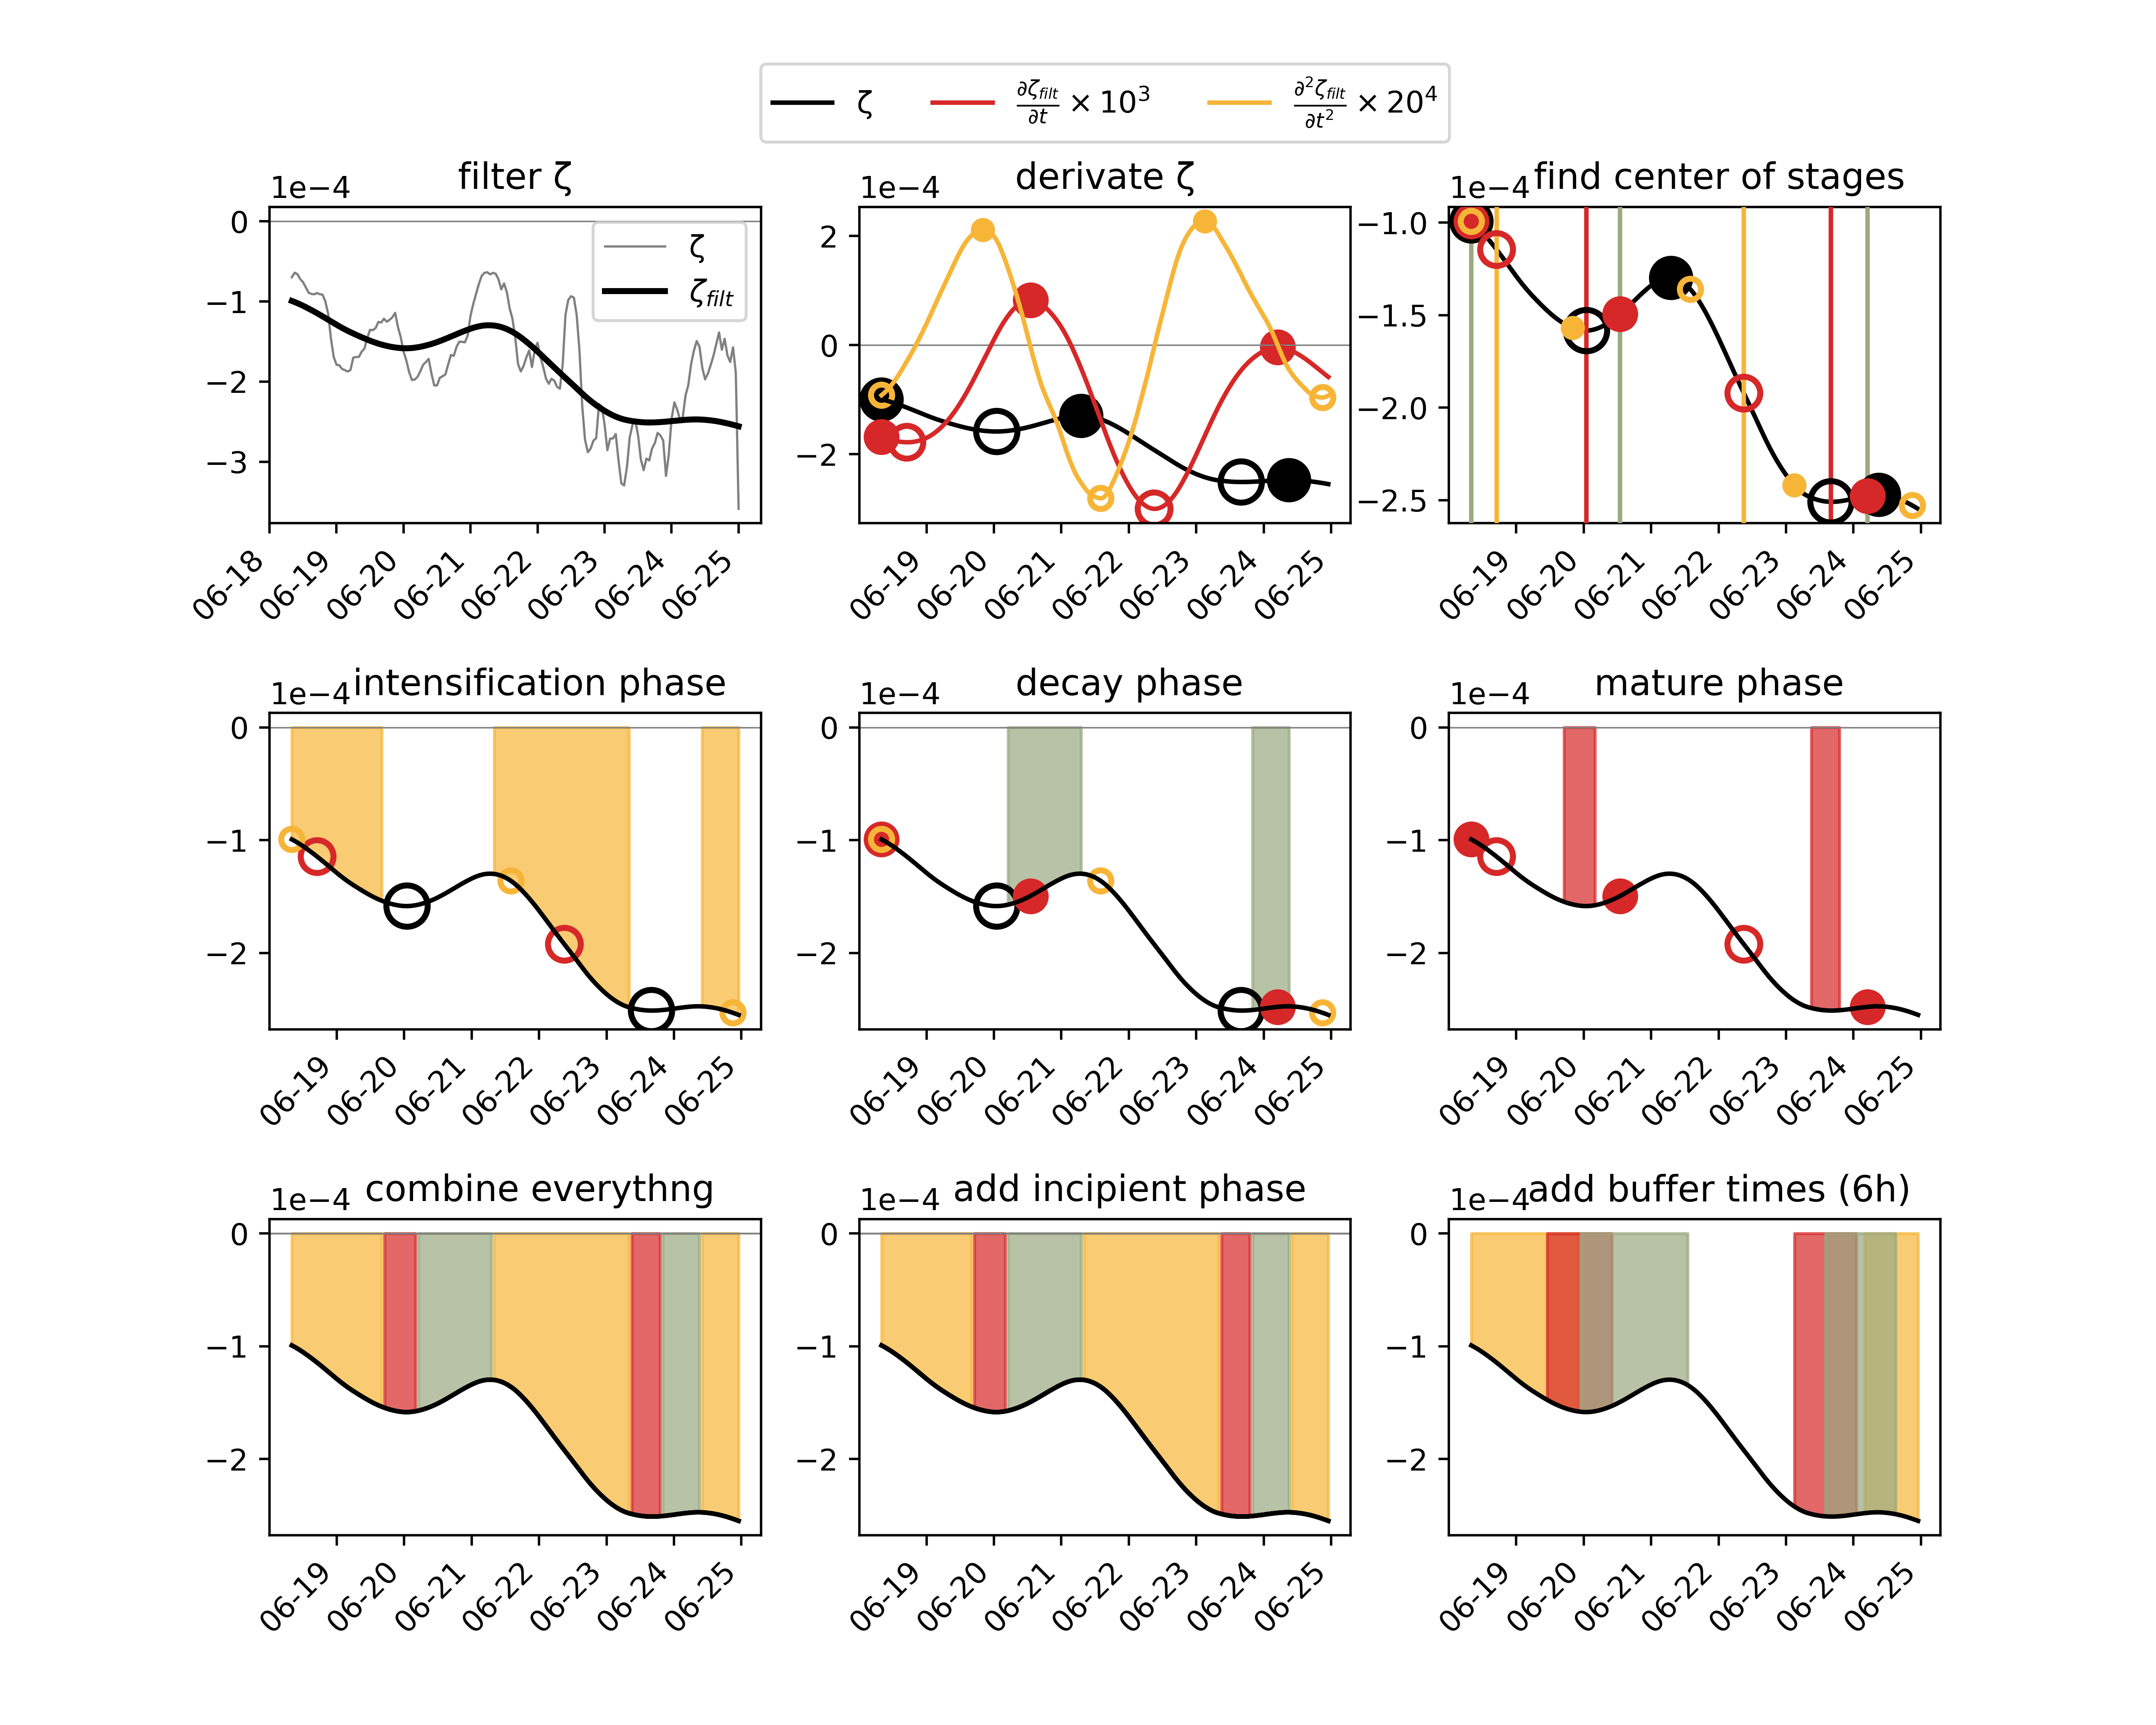 ζ   ∂ζ_filt/∂t × 10³   ∂²ζ_filt/∂t² × 20⁴
filter ζ
1e−4
0
−1
−2
−3
ζ
ζ_filt
06-18 06-19 06-20 06-21 06-22 06-23 06-24 06-25
derivate ζ
1e−4
2
0
−2
06-19 06-20 06-21 06-22 06-23 06-24 06-25
find center of stages
1e−4
−1.0
−1.5
−2.0
−2.5
06-19 06-20 06-21 06-22 06-23 06-24 06-25
intensification phase
1e−4
0
−1
−2
06-19 06-20 06-21 06-22 06-23 06-24 06-25
decay phase
1e−4
0
−1
−2
06-19 06-20 06-21 06-22 06-23 06-24 06-25
mature phase
1e−4
0
−1
−2
06-19 06-20 06-21 06-22 06-23 06-24 06-25
combine everythng
1e−4
0
−1
−2
06-19 06-20 06-21 06-22 06-23 06-24 06-25
add incipient phase
1e−4
0
−1
−2
06-19 06-20 06-21 06-22 06-23 06-24 06-25
add buffer times (6h)
1e−4
0
−1
−2
06-19 06-20 06-21 06-22 06-23 06-24 06-25